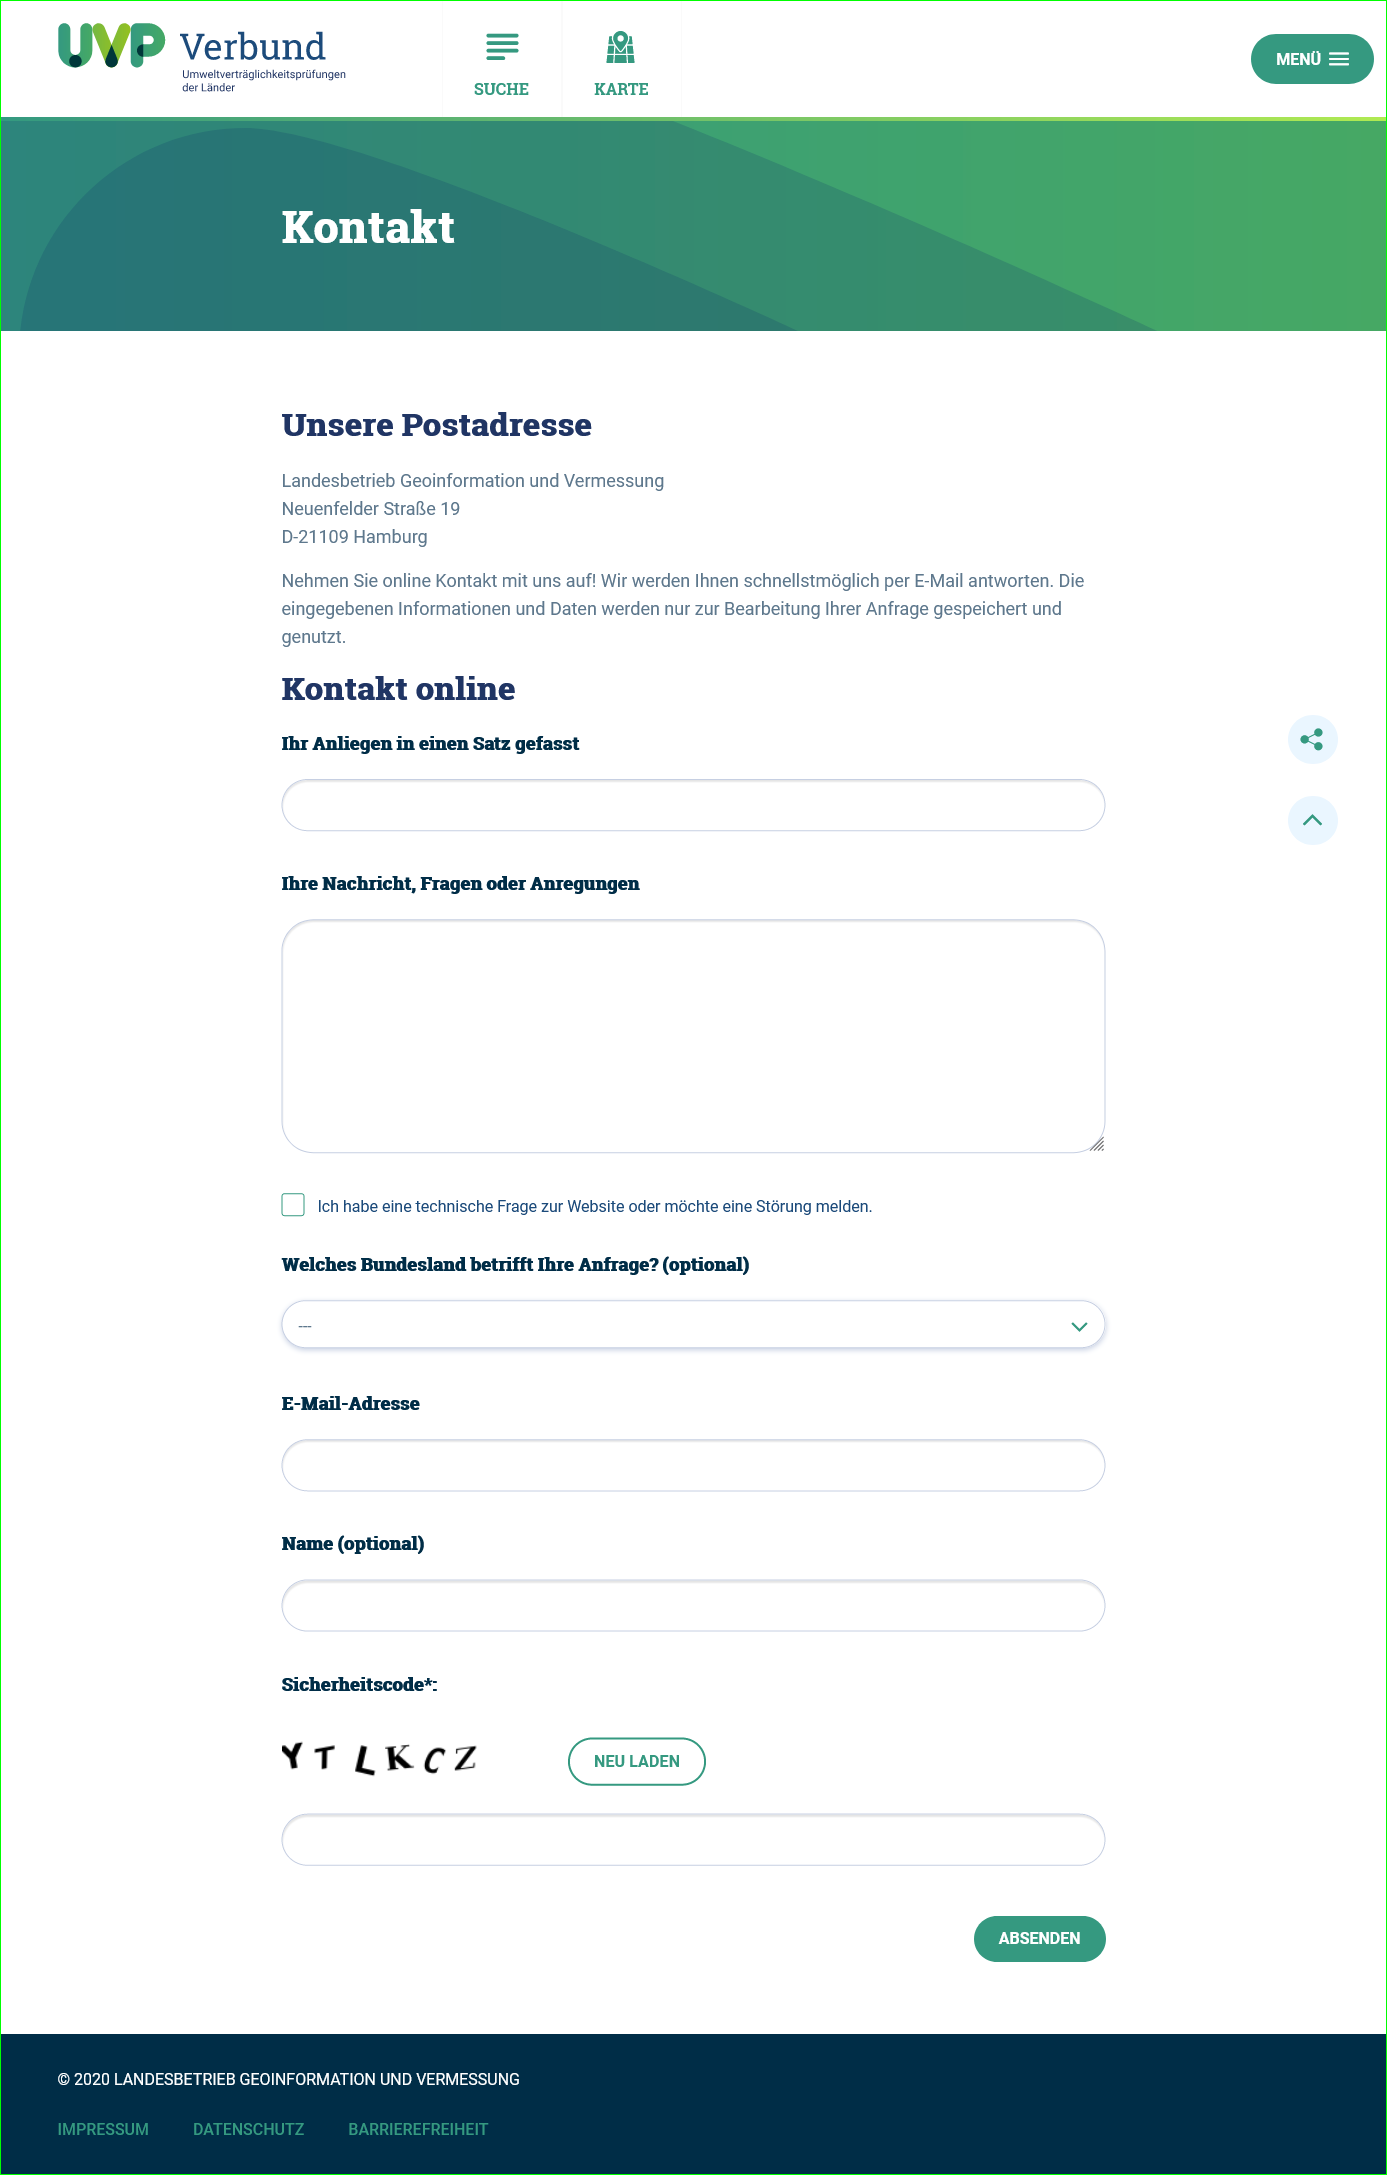 UVP Verbund
Umweltverträglichkeitsprüfungen
der Länder
SUCHE
KARTE
MENÜ
Kontakt
Unsere Postadresse
Landesbetrieb Geoinformation und Vermessung
Neuenfelder Straße 19
D-21109 Hamburg
Nehmen Sie online Kontakt mit uns auf! Wir werden Ihnen schnellstmöglich per E-Mail antworten. Die
eingegebenen Informationen und Daten werden nur zur Bearbeitung Ihrer Anfrage gespeichert und
genutzt.
Kontakt online
Ihr Anliegen in einen Satz gefasst
Ihre Nachricht, Fragen oder Anregungen
Ich habe eine technische Frage zur Website oder möchte eine Störung melden.
Welches Bundesland betrifft Ihre Anfrage? (optional)
---
E-Mail-Adresse
Name (optional)
Sicherheitscode*:
YTLKCZ
NEU LADEN
ABSENDEN
© 2020 LANDESBETRIEB GEOINFORMATION UND VERMESSUNG
IMPRESSUM
DATENSCHUTZ
BARRIEREFREIHEIT